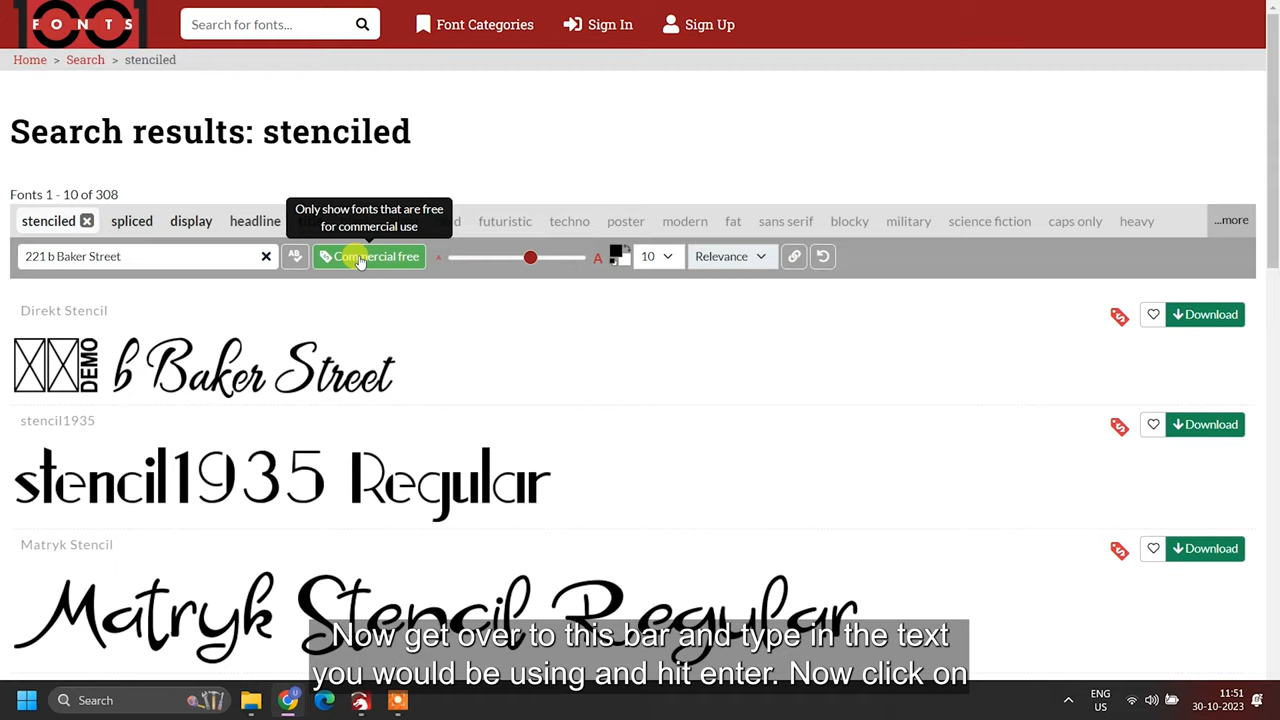 1001
FONTS
Search for fonts...
Font Categories
Sign In
Sign Up
Home > Search > stenciled
Search results: stenciled
Fonts 1 - 10 of 308
Only show fonts that are free
for commercial use
stenciled spliced display headline futuristic techno poster modern fat sans serif blocky military science fiction caps only heavy ...more
221 b Baker Street
Commercial free
A
A
10
Relevance
Direkt Stencil
Download
DEMO b Baker Street
stencil1935
Download
stencil1935 Regular
Matryk Stencil
Download
Matryk Stencil Regular
Now get over to this bar and type in the text
you would be using and hit enter. Now click on
Search
ENG
US
11:51
30-10-2023